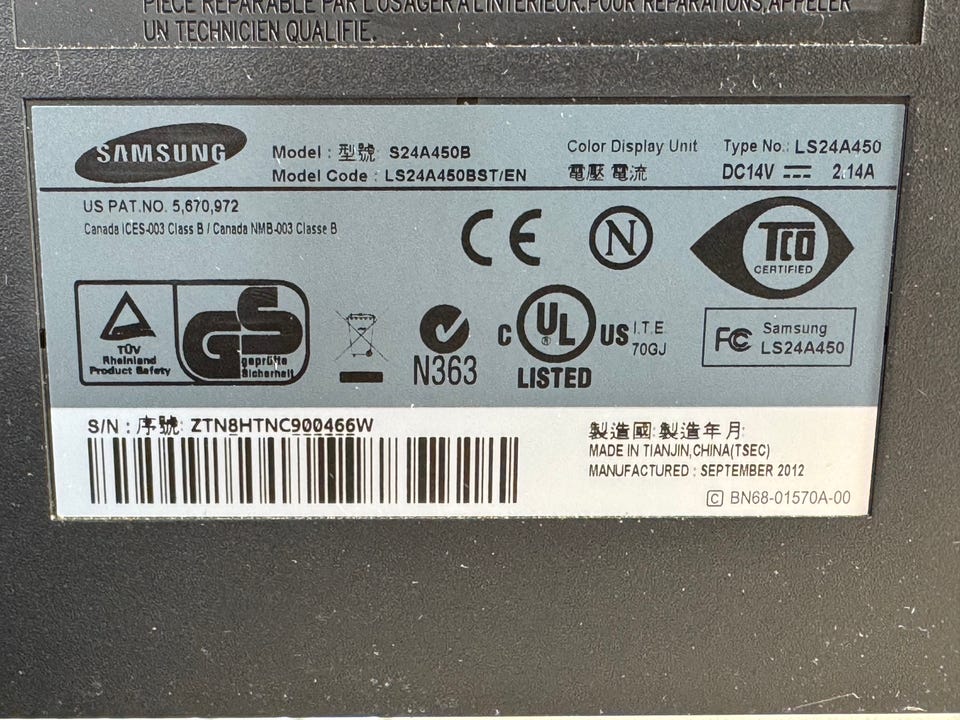 PIÈCE RÉPARABLE PAR L'USAGER À L'INTÉRIEUR. POUR RÉPARATIONS, APPELER
UN TECHNICIEN QUALIFIE.
SAMSUNG
Model : 型號 S24A450B
Model Code : LS24A450BST/EN
Color Display Unit
電壓 電流
Type No.: LS24A450
DC14V ⎓ 2.14A
US PAT.NO. 5,670,972
Canada ICES-003 Class B / Canada NMB-003 Classe B
CE
N
TCO
CERTIFIED
TÜV
Rheinland
Product Safety
GS
geprüfte
Sicherheit
N363
C UL US
LISTED
I.T.E.
70GJ
FC Samsung
LS24A450
S/N : 序號: ZTN8HTNC900466W
製造國: 製造年月:
MADE IN TIANJIN,CHINA(TSEC)
MANUFACTURED : SEPTEMBER 2012
C BN68-01570A-00